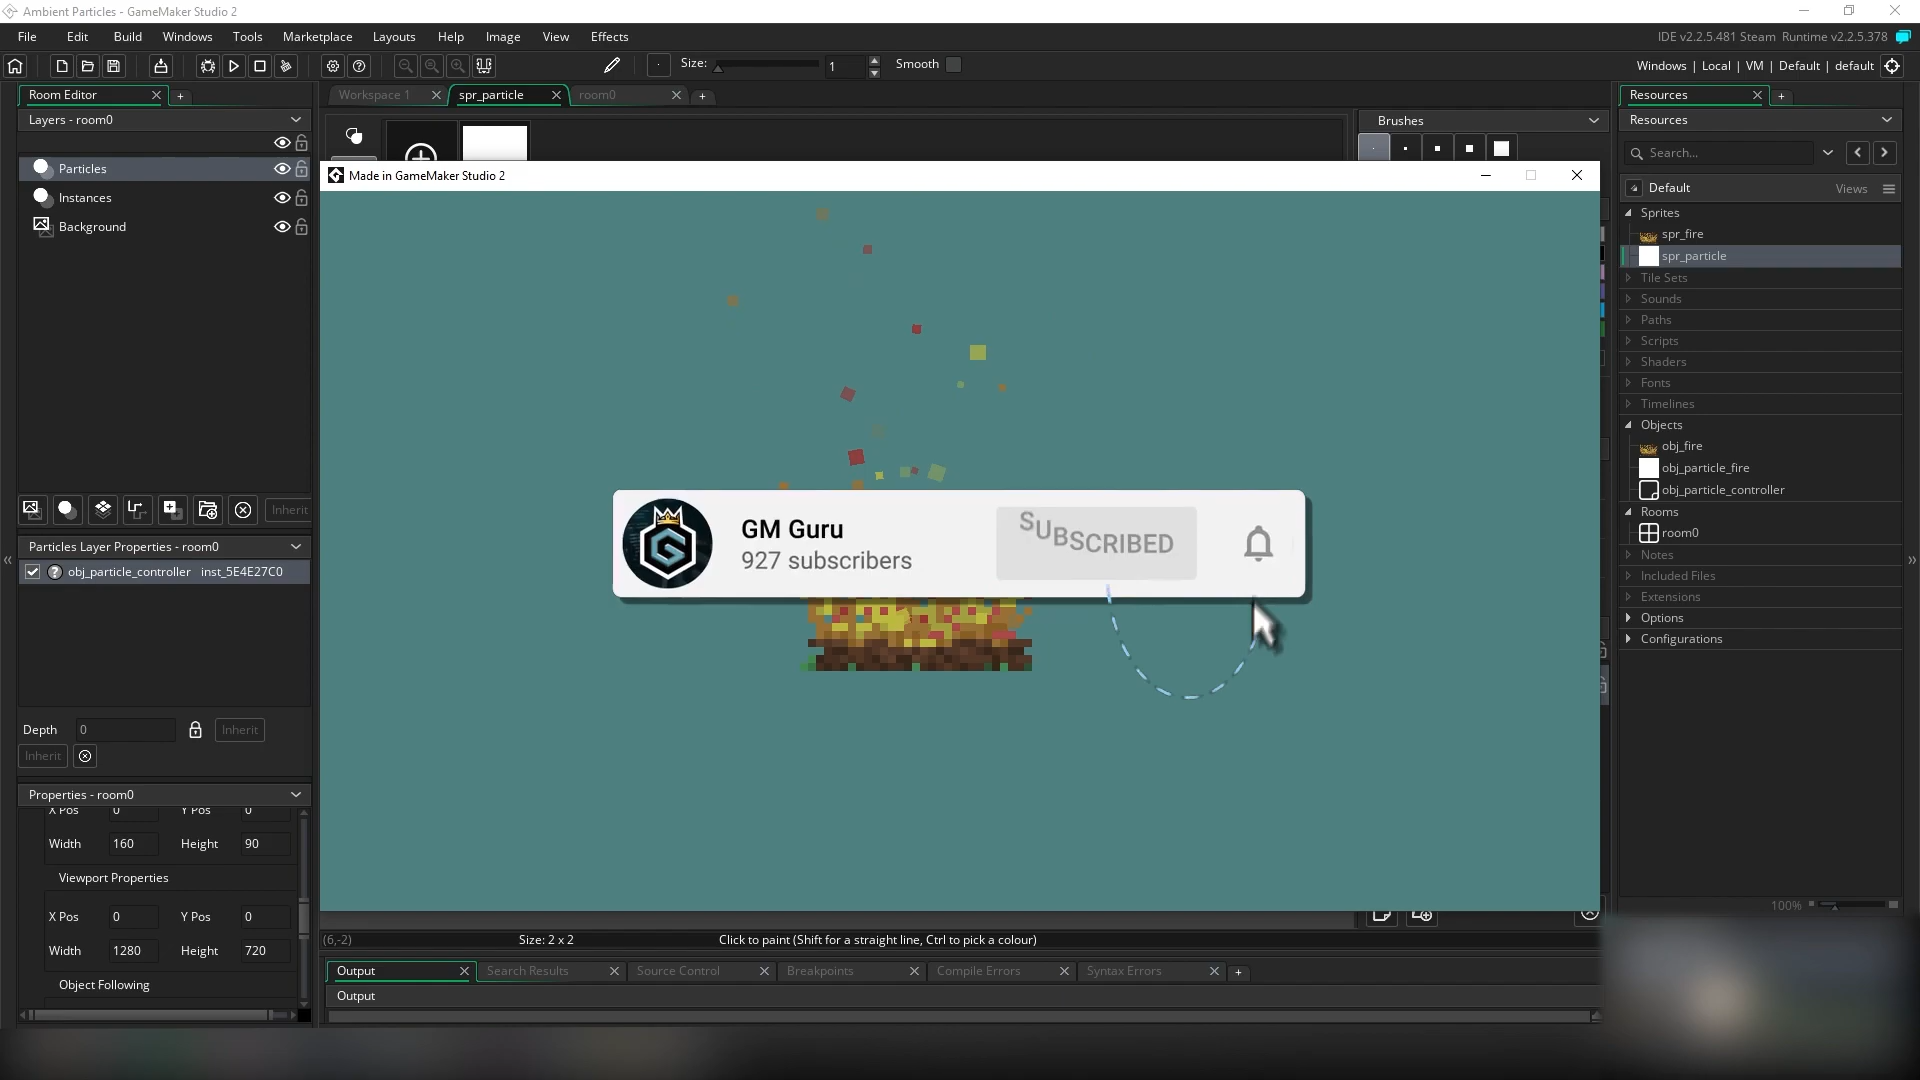 Ambient Particles - GameMaker Studio 2
File Edit Build Windows Tools Marketplace Layouts Help Image View Effects
IDE v2.2.5.481 Steam Runtime v2.2.5.378
Size: 1 Smooth
Windows | Local | VM | Default | default
Room Editor
Workspace 1
spr_particle
room0
Resources
Layers - room0
Brushes
Resources
Search...
Particles
Instances
Background
Made in GameMaker Studio 2
Default Views
Sprites
spr_fire
spr_particle
Tile Sets
Sounds
Paths
Scripts
Shaders
Fonts
Timelines
Objects
obj_fire
obj_particle_fire
obj_particle_controller
Rooms
room0
Notes
Included Files
Extensions
Options
Configurations
GM Guru
927 subscribers
SUBSCRIBED
Inherit
Particles Layer Properties - room0
obj_particle_controller inst_5E4E27C0
Depth 0 Inherit
Inherit
Properties - room0
X Pos 0 Y Pos 0
Width 160 Height 90
Viewport Properties
X Pos 0 Y Pos 0
Width 1280 Height 720
Object Following
100%
(6,-2) Size: 2 x 2 Click to paint (Shift for a straight line, Ctrl to pick a colour)
Output Search Results Source Control Breakpoints Compile Errors Syntax Errors
Output